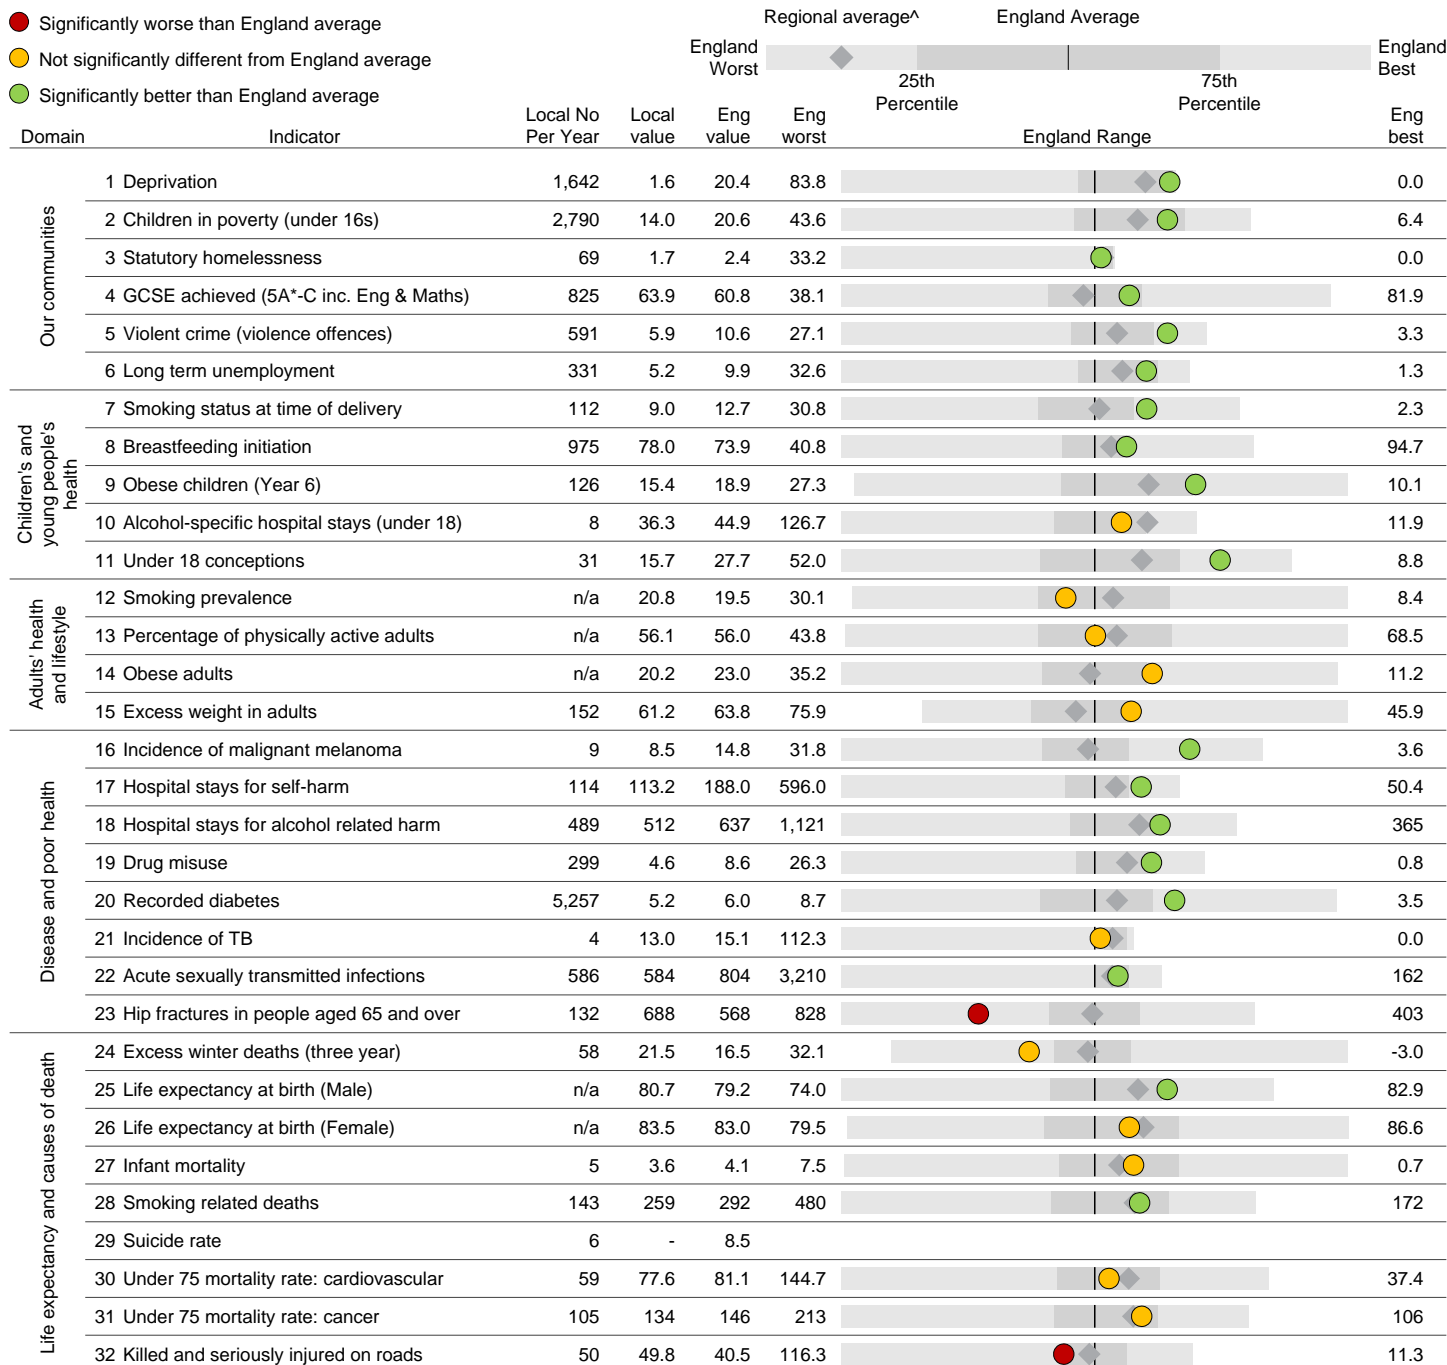 Significantly worse than England average
Not significantly different from England average
Significantly better than England average
Regional average^ England Average
England Worst
England Best
25th Percentile
75th Percentile
Domain Indicator Local No Per Year Local value Eng value Eng worst England Range Eng best
Our communities
1 Deprivation 1,642 1.6 20.4 83.8 0.0
2 Children in poverty (under 16s) 2,790 14.0 20.6 43.6 6.4
3 Statutory homelessness 69 1.7 2.4 33.2 0.0
4 GCSE achieved (5A*-C inc. Eng & Maths) 825 63.9 60.8 38.1 81.9
5 Violent crime (violence offences) 591 5.9 10.6 27.1 3.3
6 Long term unemployment 331 5.2 9.9 32.6 1.3
Children's and young people's health
7 Smoking status at time of delivery 112 9.0 12.7 30.8 2.3
8 Breastfeeding initiation 975 78.0 73.9 40.8 94.7
9 Obese children (Year 6) 126 15.4 18.9 27.3 10.1
10 Alcohol-specific hospital stays (under 18) 8 36.3 44.9 126.7 11.9
11 Under 18 conceptions 31 15.7 27.7 52.0 8.8
Adults' health and lifestyle
12 Smoking prevalence n/a 20.8 19.5 30.1 8.4
13 Percentage of physically active adults n/a 56.1 56.0 43.8 68.5
14 Obese adults n/a 20.2 23.0 35.2 11.2
15 Excess weight in adults 152 61.2 63.8 75.9 45.9
Disease and poor health
16 Incidence of malignant melanoma 9 8.5 14.8 31.8 3.6
17 Hospital stays for self-harm 114 113.2 188.0 596.0 50.4
18 Hospital stays for alcohol related harm 489 512 637 1,121 365
19 Drug misuse 299 4.6 8.6 26.3 0.8
20 Recorded diabetes 5,257 5.2 6.0 8.7 3.5
21 Incidence of TB 4 13.0 15.1 112.3 0.0
22 Acute sexually transmitted infections 586 584 804 3,210 162
23 Hip fractures in people aged 65 and over 132 688 568 828 403
Life expectancy and causes of death
24 Excess winter deaths (three year) 58 21.5 16.5 32.1 -3.0
25 Life expectancy at birth (Male) n/a 80.7 79.2 74.0 82.9
26 Life expectancy at birth (Female) n/a 83.5 83.0 79.5 86.6
27 Infant mortality 5 3.6 4.1 7.5 0.7
28 Smoking related deaths 143 259 292 480 172
29 Suicide rate 6 - 8.5
30 Under 75 mortality rate: cardiovascular 59 77.6 81.1 144.7 37.4
31 Under 75 mortality rate: cancer 105 134 146 213 106
32 Killed and seriously injured on roads 50 49.8 40.5 116.3 11.3